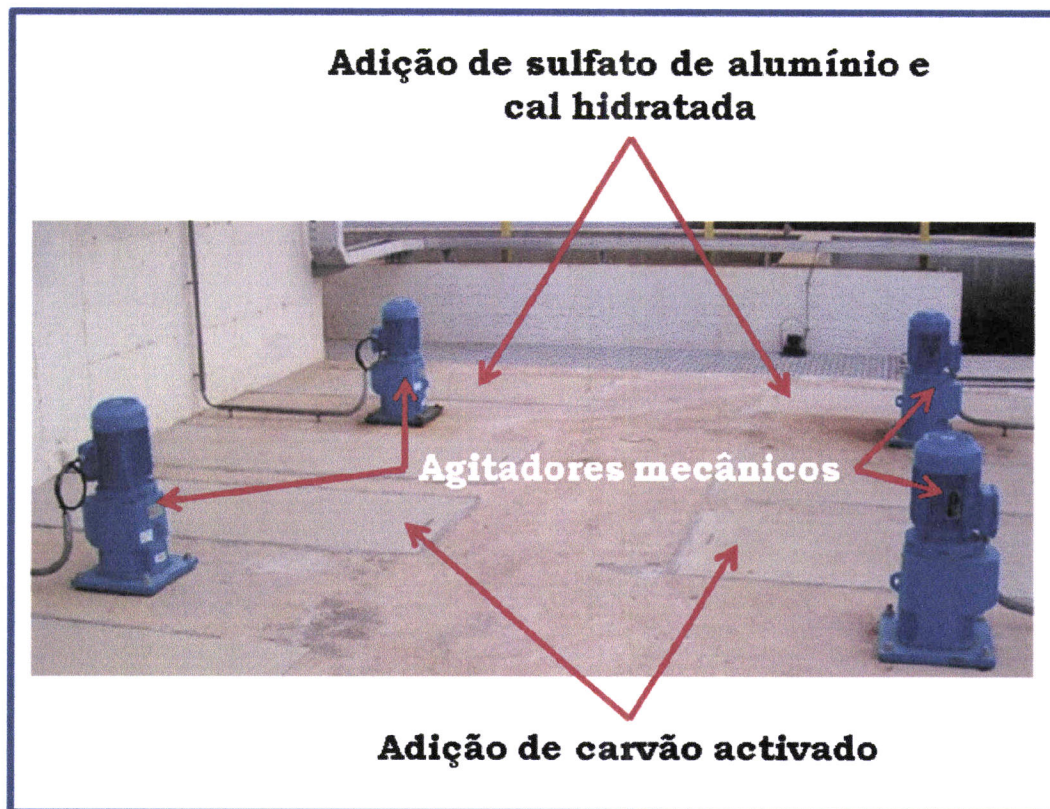 Adição de sulfato de alumínio e
cal hidratada
Agitadores mecânicos
Adição de carvão activado